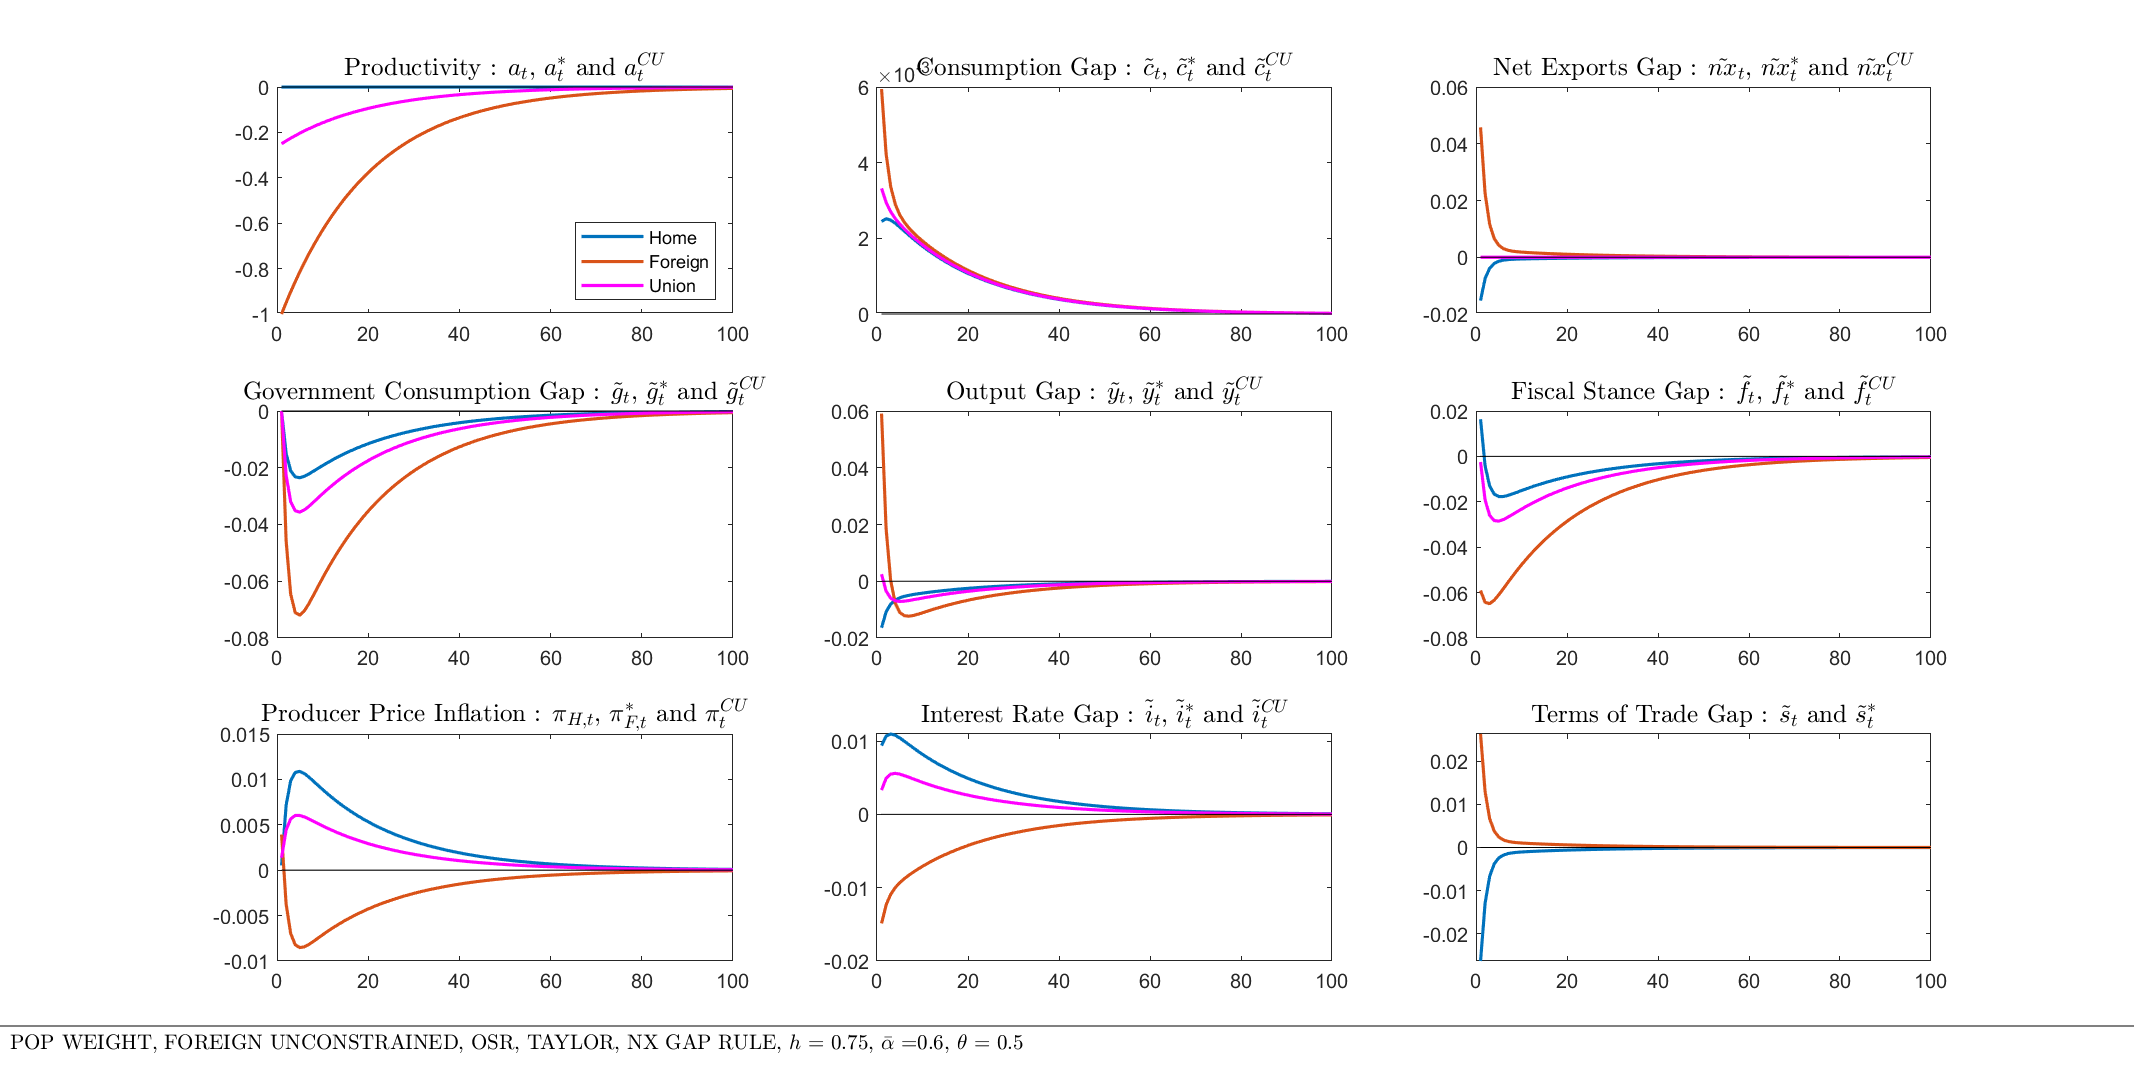 Productivity : a_t, a_t^* and a_t^{CU}
0
-0.2
-0.4
-0.6
-0.8
-1
0 20 40 60 80 100
Home
Foreign
Union
Consumption Gap : c̃_t, c̃_t^* and c̃_t^{CU}
6
4
2
0
0 20 40 60 80 100
Net Exports Gap : ñx_t, ñx_t^* and ñx_t^{CU}
0.06
0.04
0.02
0
-0.02
0 20 40 60 80 100
Government Consumption Gap : g̃_t, g̃_t^* and g̃_t^{CU}
0
-0.02
-0.04
-0.06
-0.08
0 20 40 60 80 100
Output Gap : ỹ_t, ỹ_t^* and ỹ_t^{CU}
0.06
0.04
0.02
0
-0.02
0 20 40 60 80 100
Fiscal Stance Gap : f̃_t, f̃_t^* and f̃_t^{CU}
0.02
0
-0.02
-0.04
-0.06
-0.08
0 20 40 60 80 100
Producer Price Inflation : π_{H,t}, π_{F,t}^* and π_t^{CU}
0.015
0.01
0.005
0
-0.005
-0.01
0 20 40 60 80 100
Interest Rate Gap : ĩ_t, ĩ_t^* and ĩ_t^{CU}
0.01
0
-0.01
-0.02
0 20 40 60 80 100
Terms of Trade Gap : s̃_t and s̃_t^*
0.02
0.01
0
-0.01
-0.02
0 20 40 60 80 100
POP WEIGHT, FOREIGN UNCONSTRAINED, OSR, TAYLOR, NX GAP RULE, h = 0.75, ᾱ =0.6, θ = 0.5